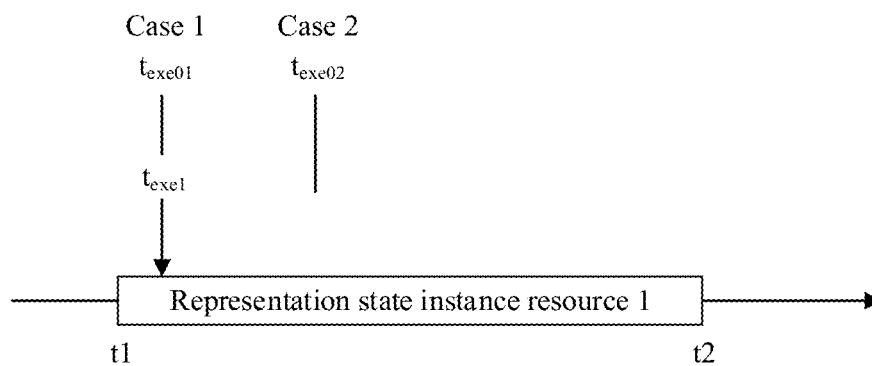 Case 1 Case 2
t_exe01 t_exe02
t_exe1
Representation state instance resource 1
t1 t2